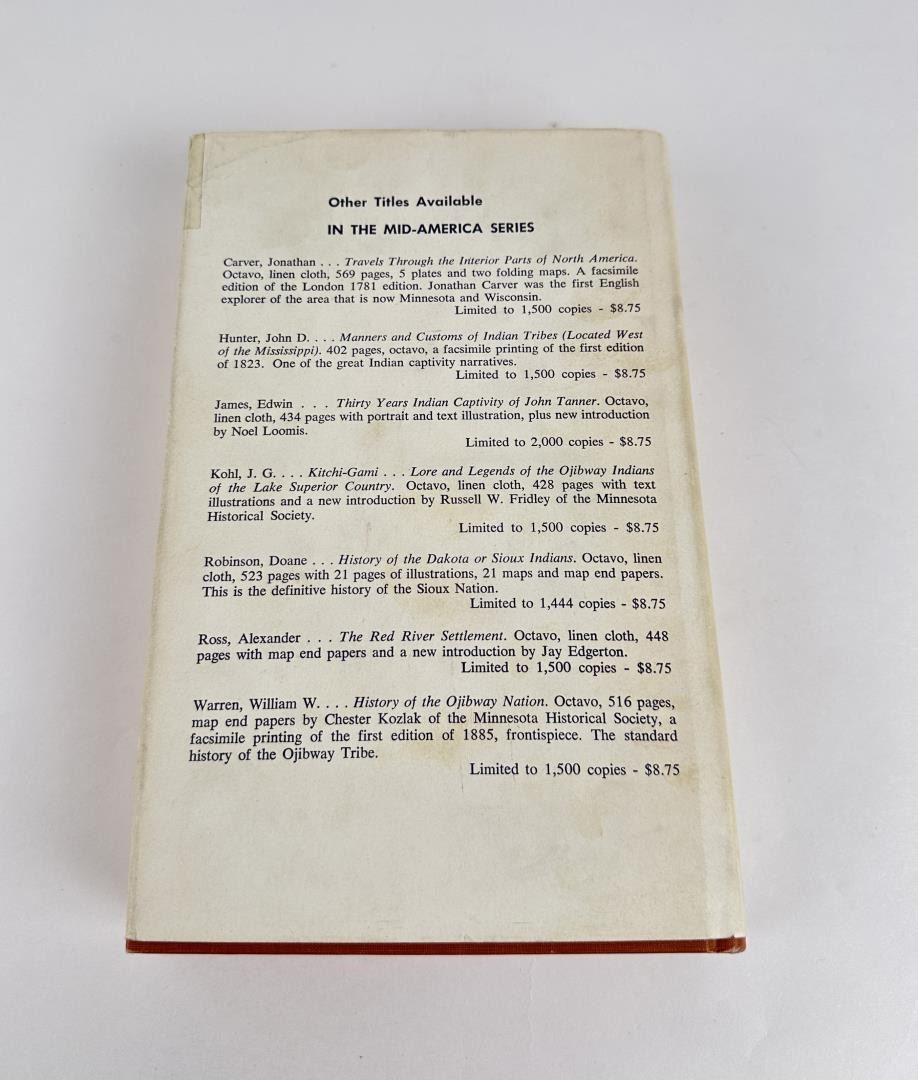 Other Titles Available
IN THE MID-AMERICA SERIES
Carver, Jonathan . . . Travels Through the Interior Parts of North America.
Octavo, linen cloth, 569 pages, 5 plates and two folding maps. A facsimile
edition of the London 1781 edition. Jonathan Carver was the first English
explorer of the area that is now Minnesota and Wisconsin.
Limited to 1,500 copies - $8.75
Hunter, John D. . . . Manners and Customs of Indian Tribes (Located West
of the Mississippi). 402 pages, octavo, a facsimile printing of the first edition
of 1823. One of the great Indian captivity narratives.
Limited to 1,500 copies - $8.75
James, Edwin . . . Thirty Years Indian Captivity of John Tanner. Octavo,
linen cloth, 434 pages with portrait and text illustration, plus new introduction
by Noel Loomis.
Limited to 2,000 copies - $8.75
Kohl, J. G. . . . Kitchi-Gami . . . Lore and Legends of the Ojibway Indians
of the Lake Superior Country. Octavo, linen cloth, 428 pages with text
illustrations and a new introduction by Russell W. Fridley of the Minnesota
Historical Society.
Limited to 1,500 copies - $8.75
Robinson, Doane . . . History of the Dakota or Sioux Indians. Octavo, linen
cloth, 523 pages with 21 pages of illustrations, 21 maps and map end papers.
This is the definitive history of the Sioux Nation.
Limited to 1,444 copies - $8.75
Ross, Alexander . . . The Red River Settlement. Octavo, linen cloth, 448
pages with map end papers and a new introduction by Jay Edgerton.
Limited to 1,500 copies - $8.75
Warren, William W. . . . History of the Ojibway Nation. Octavo, 516 pages,
map end papers by Chester Kozlak of the Minnesota Historical Society, a
facsimile printing of the first edition of 1885, frontispiece. The standard
history of the Ojibway Tribe.
Limited to 1,500 copies - $8.75